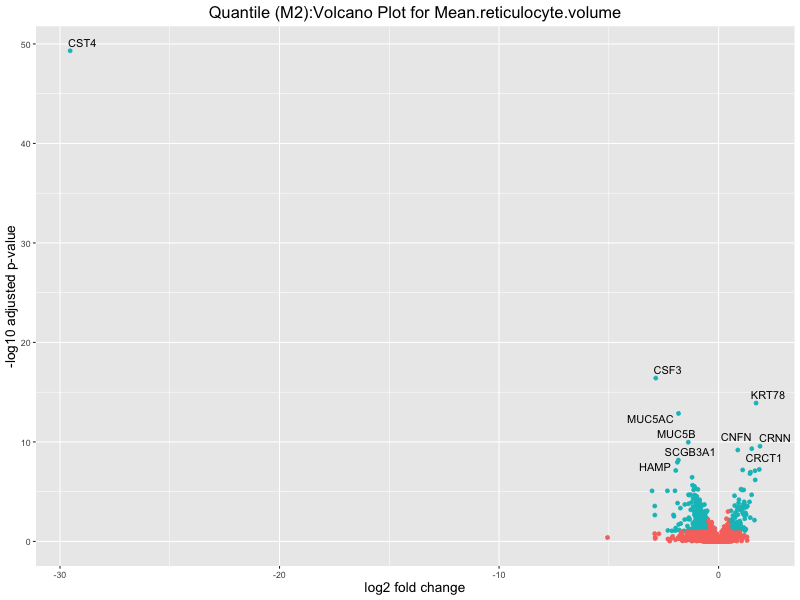 Quantile (M2):Volcano Plot for Mean.reticulocyte.volume
50
40
30
20
10
0
-log10 adjusted p-value
CST4
CSF3
KRT78
MUC5AC
MUC5B
CNFN
CRNN
SCGB3A1
CRCT1
HAMP
-30
-20
-10
0
log2 fold change